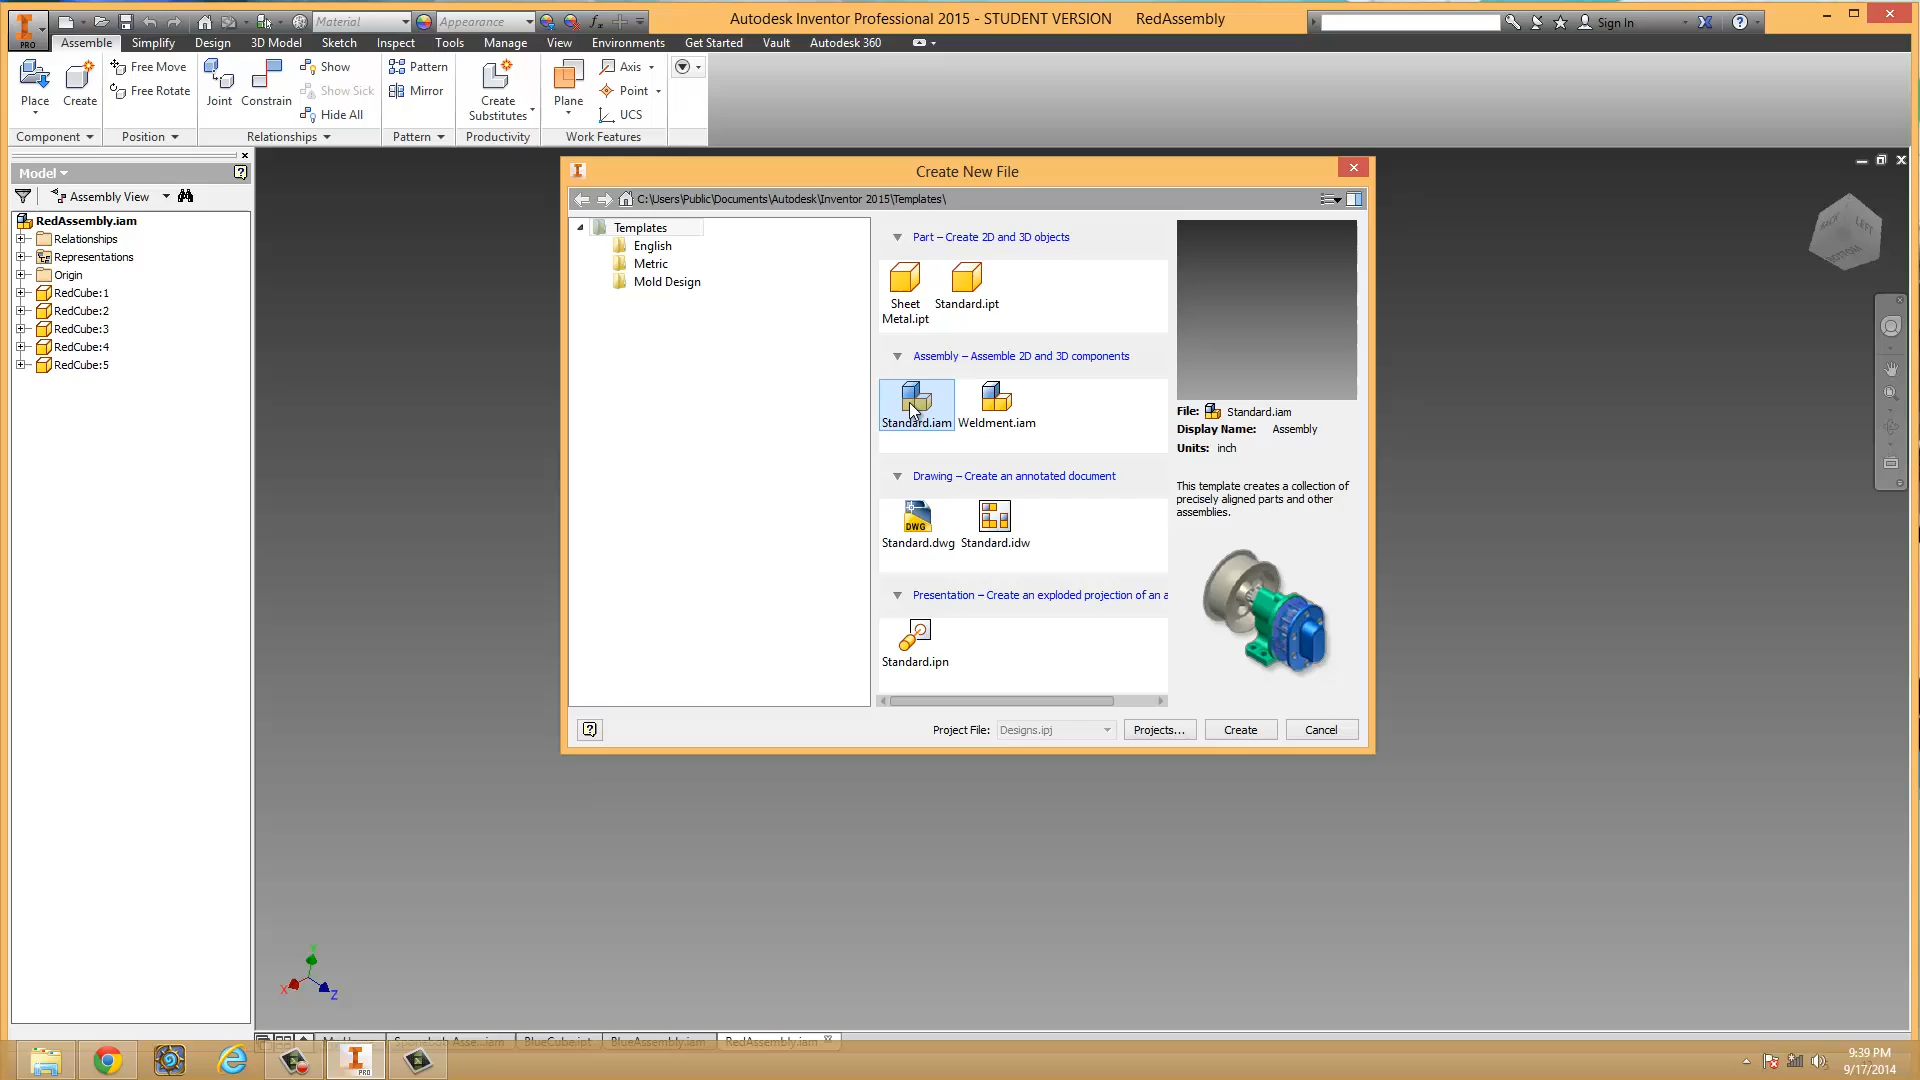 Material
Appearance
Autodesk Inventor Professional 2015 - STUDENT VERSION RedAssembly
Sign In
PRO
Assemble Simplify Design 3D Model Sketch Inspect Tools Manage View Environments Get Started Vault Autodesk 360
Place
Create
Free Move
Free Rotate
Joint
Constrain
Show
Show Sick
Hide All
Pattern
Mirror
Create
Substitutes
Plane
Axis
Point
UCS
Component Position Relationships Pattern Productivity Work Features
Model
Assembly View
RedAssembly.iam
Relationships
Representations
Origin
RedCube:1
RedCube:2
RedCube:3
RedCube:4
RedCube:5
Create New File
C:\Users\Public\Documents\Autodesk\Inventor 2015\Templates\
Templates
English
Metric
Mold Design
Part – Create 2D and 3D objects
Sheet
Metal.ipt
Standard.ipt
Assembly – Assemble 2D and 3D components
Standard.iam
Weldment.iam
Drawing – Create an annotated document
DWG
Standard.dwg
Standard.idw
Presentation – Create an exploded projection of an a
Standard.ipn
File: Standard.iam
Display Name: Assembly
Units: inch
This template creates a collection of
precisely aligned parts and other
assemblies.
Project File: Designs.ipj Projects... Create Cancel
BACK
LEFT
BOTTOM
Y
X
Z
BlueCube.ipt BlueAssembly.iam RedAssembly.iam
PRO
9:39 PM
9/17/2014